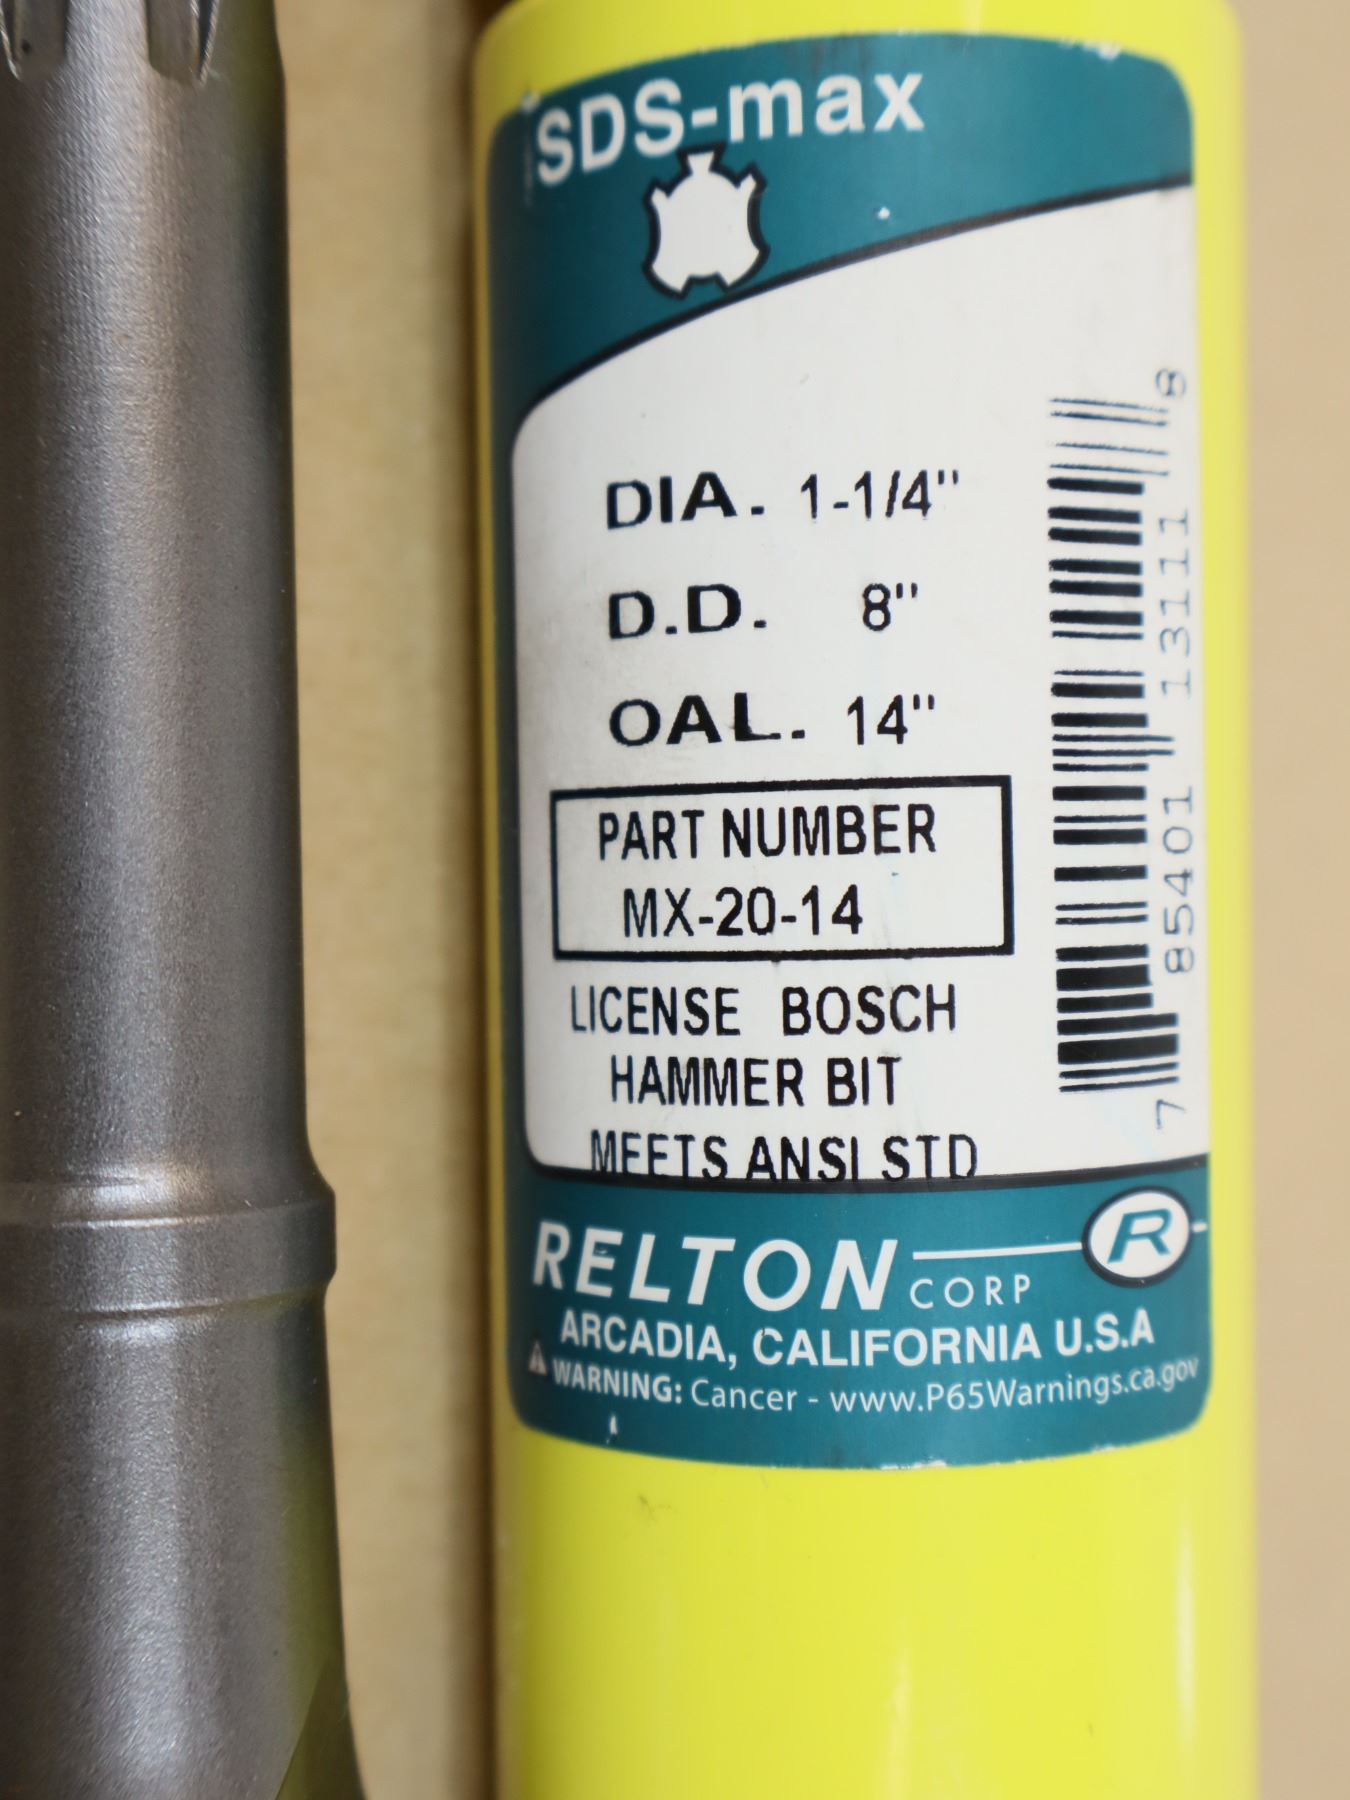 SDS-max
DIA. 1-1/4"
D.D. 8"
OAL. 14"
PART NUMBER
MX-20-14
LICENSE BOSCH
HAMMER BIT
MEETS ANSI STD
7 85401 13111 8
RELTON CORP R
ARCADIA, CALIFORNIA U.S.A
WARNING: Cancer - www.P65Warnings.ca.gov